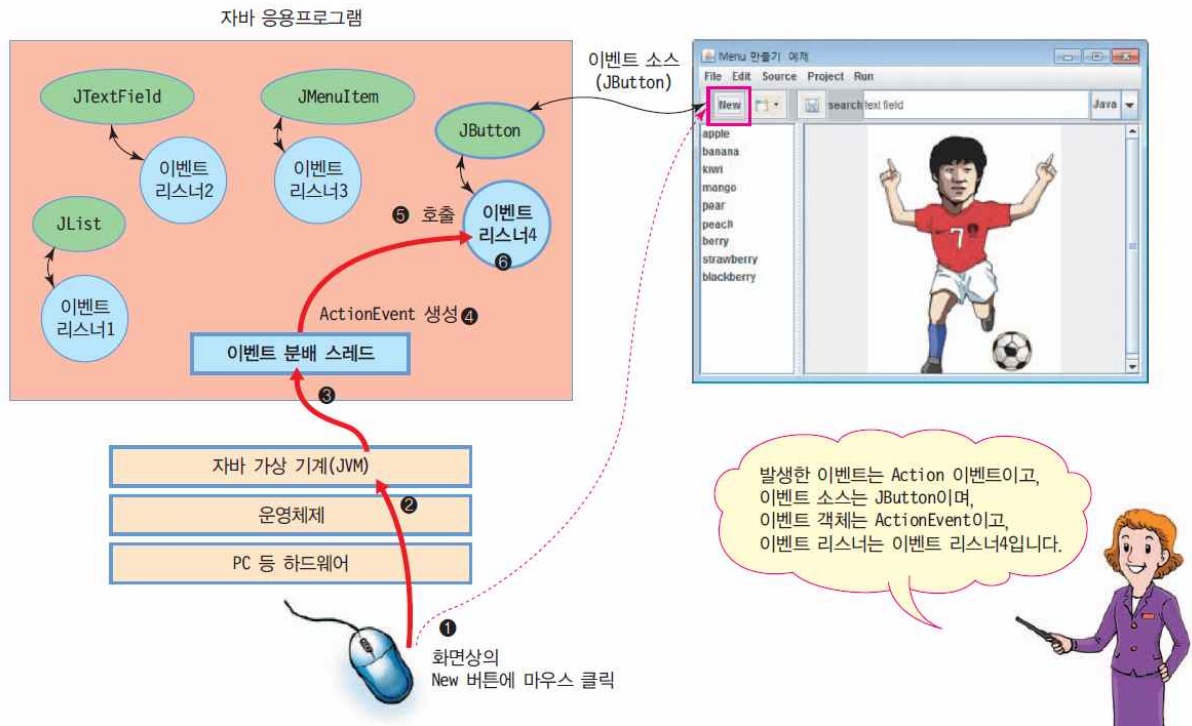 자바 응용프로그램
JTextField
이벤트
리스너2
JMenuItem
이벤트
리스너3
JButton
❺ 호출
이벤트
리스너4
❻
JList
이벤트
리스너1
ActionEvent 생성❹
이벤트 분배 스레드
❸
자바 가상 기계(JVM)
❷
운영체제
PC 등 하드웨어
❶
화면상의
New 버튼에 마우스 클릭
이벤트 소스
(JButton)
Menu 만들기 예제
File Edit Source Project Run
New
search
text field
Java
apple
banana
kiwi
mango
pear
peach
berry
strawberry
blackberry
7
발생한 이벤트는 Action 이벤트이고,
이벤트 소스는 JButton이며,
이벤트 객체는 ActionEvent이고,
이벤트 리스너는 이벤트 리스너4입니다.